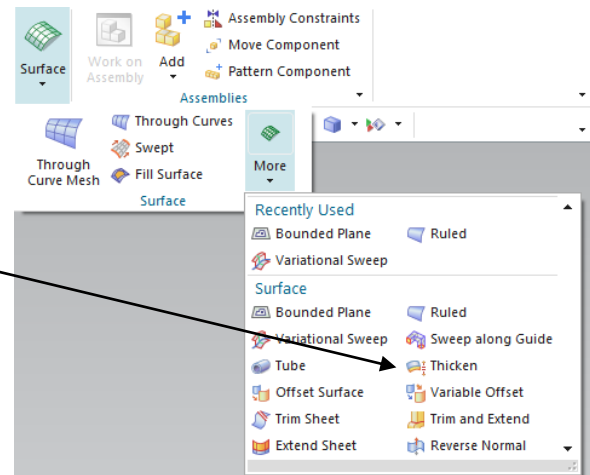 Surface
Work on
Assembly
Add
Assembly Constraints
Move Component
Pattern Component
Assemblies
Through
Curve Mesh
Through Curves
Swept
Fill Surface
More
Surface
Recently Used
Bounded Plane
Ruled
Variational Sweep
Surface
Bounded Plane
Ruled
Variational Sweep
Sweep along Guide
Tube
Thicken
Offset Surface
Variable Offset
Trim Sheet
Trim and Extend
Extend Sheet
Reverse Normal